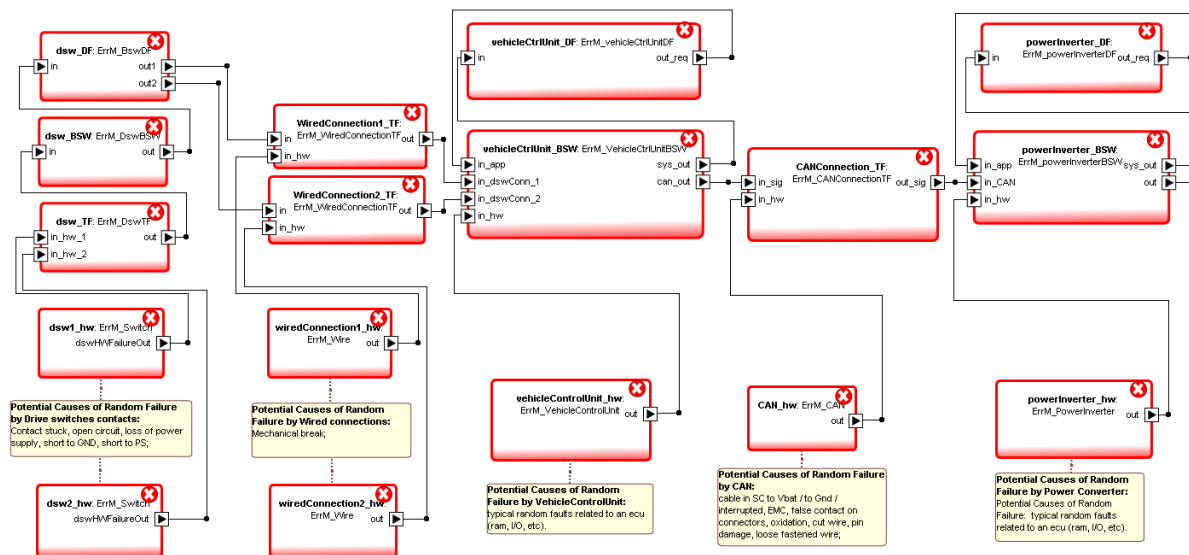 dsw_DF: ErrM_BswDF
in
out1
out2
dsw_BSW: ErrM_DswBSW
in
out
dsw_TF: ErrM_DswTF
in_hw_1
out
in_hw_2
dsw1_hw: ErrM_Switch
dswHWFailureOut
Potential Causes of Random Failure
by Drive switches contacts:
Contact stuck, open circuit, loss of power
supply, short to GND, short to PS;
dsw2_hw: ErrM_Switch
dswHWFailureOut
WiredConnection1_TF:
ErrM_WiredConnectionTF
in
out
in_hw
WiredConnection2_TF:
ErrM_WiredConnectionTF
in
out
in_hw
wiredConnection1_hw:
ErrM_Wire
out
Potential Causes of Random
Failure by Wired connections:
Mechanical break;
wiredConnection2_hw:
ErrM_Wire
out
vehicleCtrlUnit_DF: ErrM_vehicleCtrlUnitDF
in
out_req
vehicleCtrlUnit_BSW: ErrM_VehicleCtrlUnitBSW
in_app
sys_out
in_dswConn_1
can_out
in_dswConn_2
in_hw
vehicleControlUnit_hw:
ErrM_VehicleControlUnit
out
Potential Causes of Random
Failure by VehicleControlUnit:
typical random faults related to an ecu
(ram, I/O, etc).
CANConnection_TF:
ErrM_CANConnectionTF
in_sig
out_sig
in_hw
CAN_hw: ErrM_CAN
out
Potential Causes of Random Failure
by CAN:
cable in SC to Vbat / to Gnd /
interrupted, EMC, false contact on
connectors, oxidation, cut wire, pin
damage, loose fastened wire;
powerInverter_DF:
ErrM_powerInverterDF
in
out_req
powerInverter_BSW:
ErrM_powerInverterBSW
in_app
sys_out
in_CAN
out
in_hw
powerInverter_hw:
ErrM_PowerInverter
out
Potential Causes of Random
Failure by Power Converter:
Potential Causes of Random
Failure: typical random faults
related to an ecu (ram, I/O, etc).